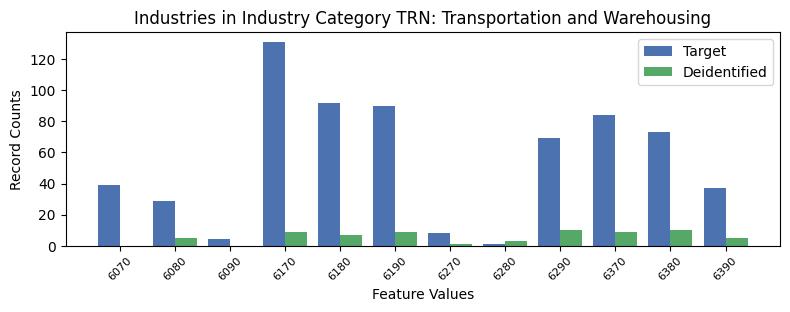 Industries in Industry Category TRN: Transportation and Warehousing
Target
Deidentified
Record Counts
120
100
80
60
40
20
0
6070 6080 6090 6170 6180 6190 6270 6280 6290 6370 6380 6390
Feature Values